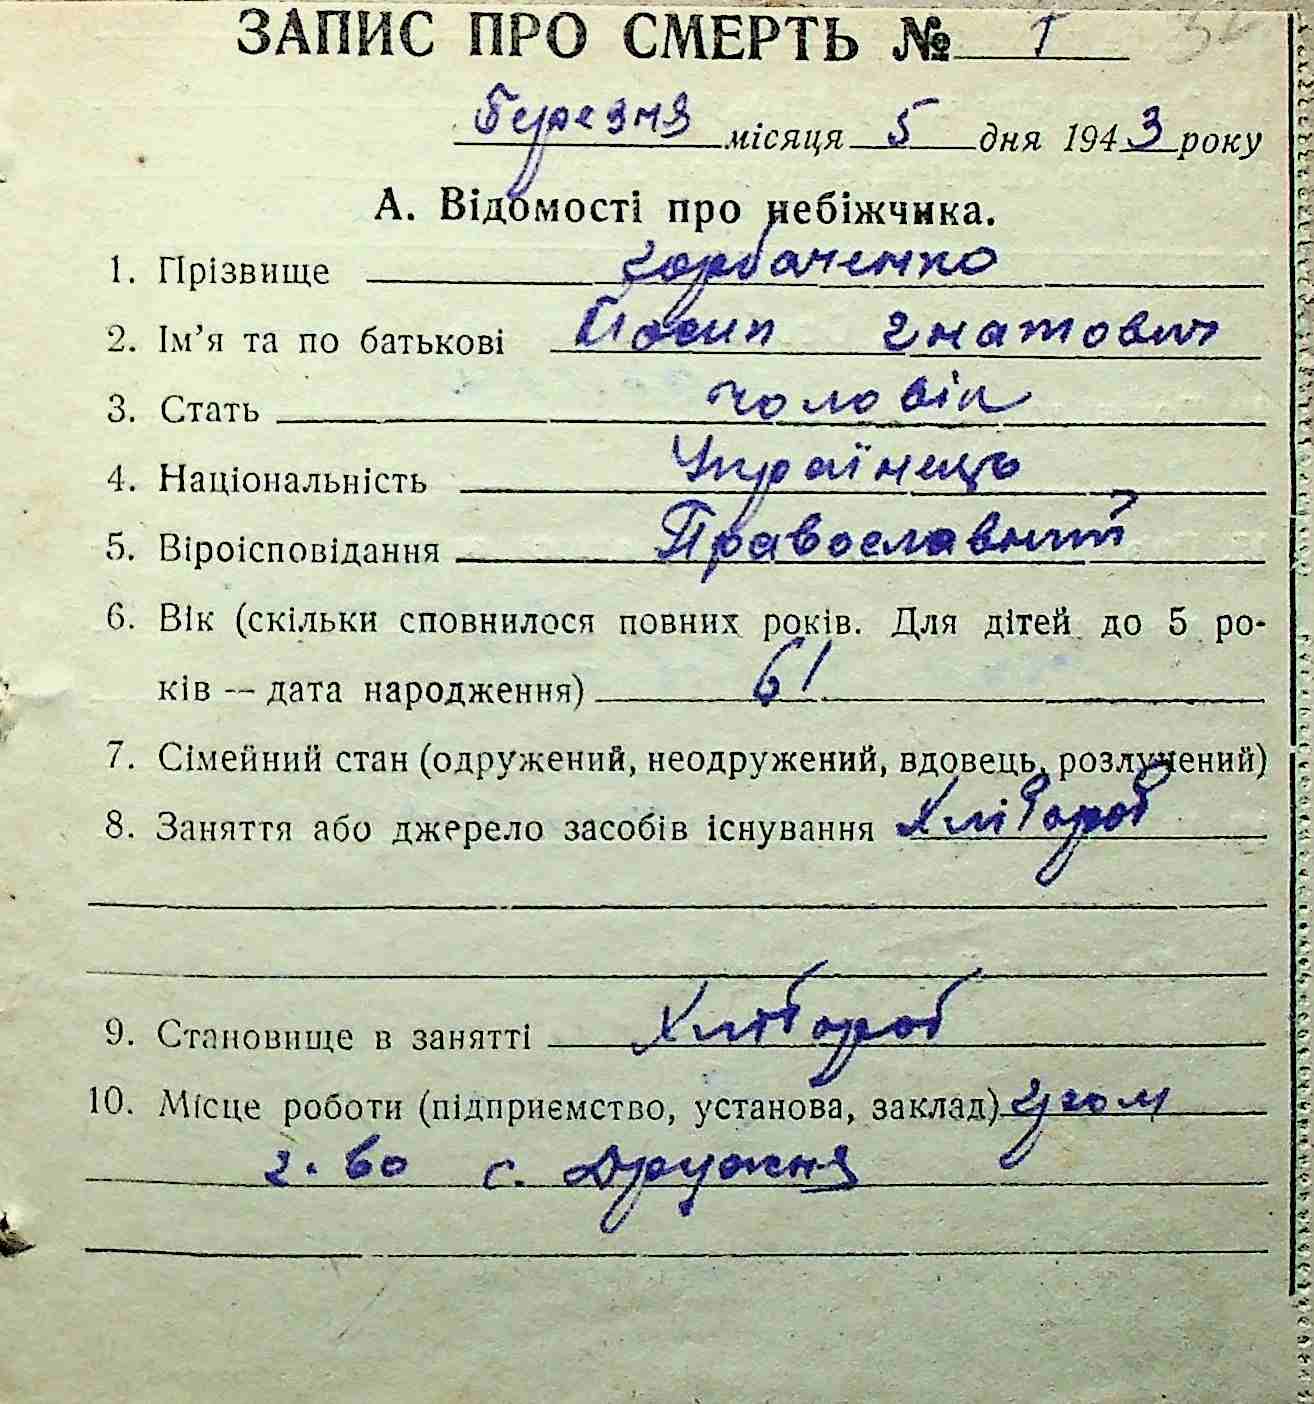 ЗАПИС ПРО СМЕРТЬ № 1
Березня місяця 5 дня 1943 року
А. Відомості про небіжчика.
1. Прізвище Горбаченко
2. Ім’я та по батькові Йосип Гнатович
3. Стать чоловік
4. Національність Українець
5. Віроісповідання Православний
6. Вік (скільки сповнилося повних років. Для дітей до 5 ро-
ків — дата народження) 61
7. Сімейний стан (одружений, неодружений, вдовець, розлучений)
8. Заняття або джерело засобів існування Хлібороб
9. Становище в занятті Хлібороб
10. Місце роботи (підприємство, установа, заклад)
г. во с. Дружня